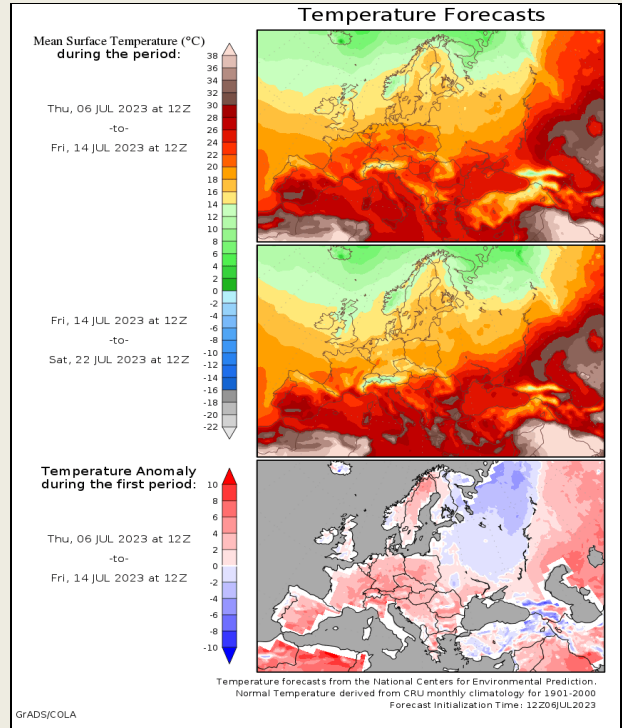 Temperature Forecasts
Mean Surface Temperature (°C)
during the period:
Thu, 06 JUL 2023 at 12Z
-to-
Fri, 14 JUL 2023 at 12Z
38
36
34
32
30
28
26
24
22
20
18
16
14
12
10
8
6
4
2
0
-2
-4
-6
-8
-10
-12
-14
-16
-18
-20
-22
Fri, 14 JUL 2023 at 12Z
-to-
Sat, 22 JUL 2023 at 12Z
Temperature Anomaly
during the first period:
Thu, 06 JUL 2023 at 12Z
-to-
Fri, 14 JUL 2023 at 12Z
10
8
6
4
2
0
-2
-4
-6
-8
-10
Temperature forecasts from the National Centers for Environmental Prediction.
Normal Temperature derived from CRU monthly climatology for 1901-2000
Forecast Initialization Time: 12Z06JUL2023
GrADS/COLA